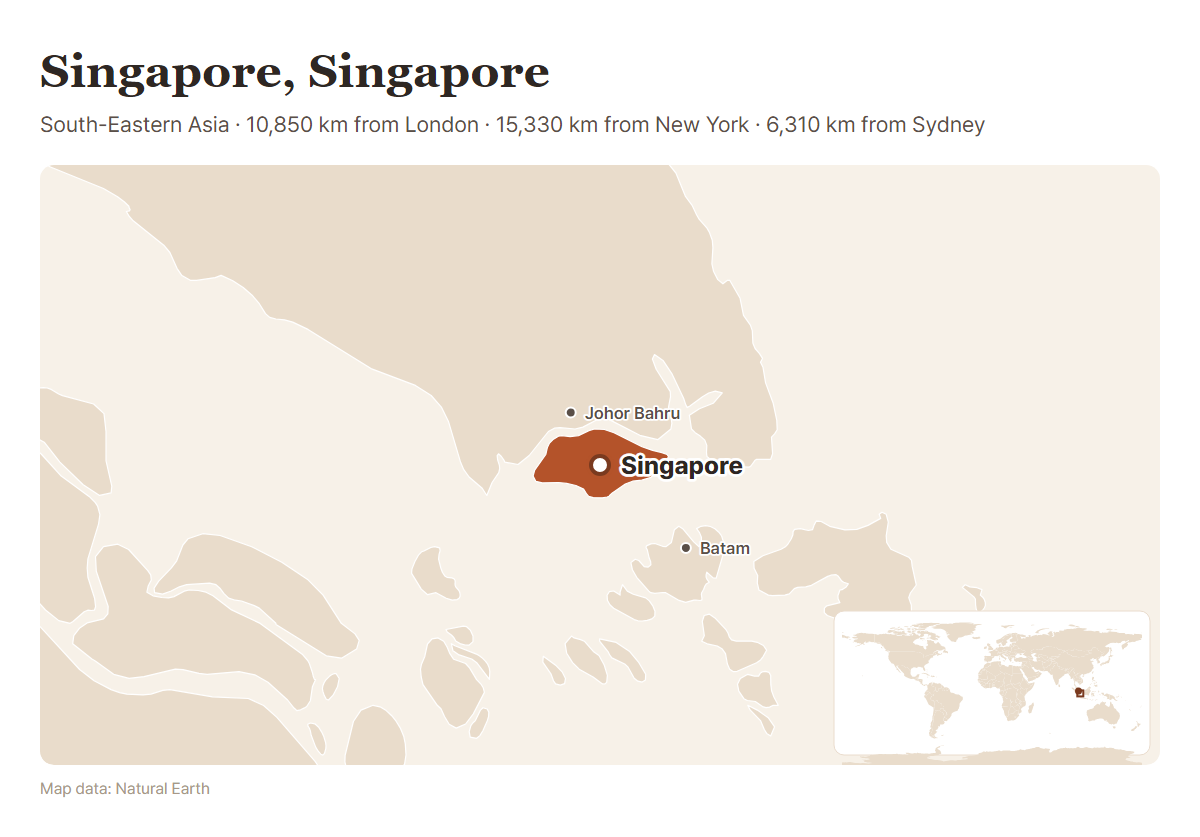 Singapore, Singapore
South-Eastern Asia · 10,850 km from London · 15,330 km from New York · 6,310 km from Sydney
Johor Bahru
Singapore
Batam
Map data: Natural Earth